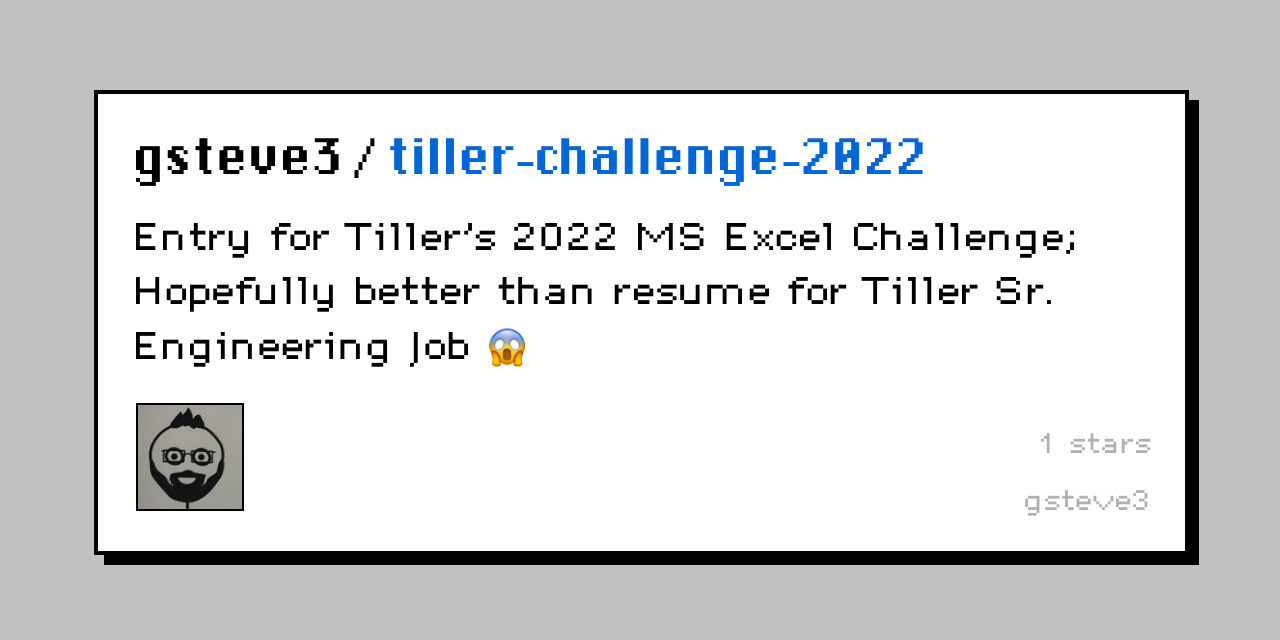 gsteve3 / tiller-challenge-2022
Entry for Tiller's 2022 MS Excel Challenge;
Hopefully better than resume for Tiller Sr.
Engineering Job 😱
1 stars
gsteve3